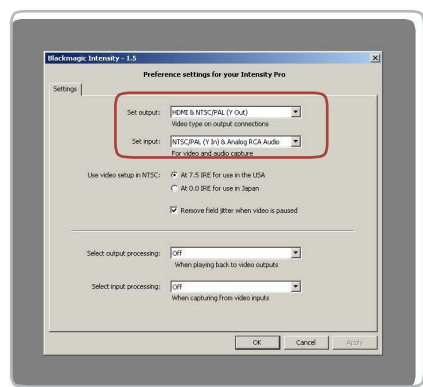 Blackmagic Intensity - 1.5
Preference settings for your Intensity Pro
Settings
Set output: HDMI & NTSC/PAL (Y Out)
Video type on output connections
Set input: NTSC/PAL (Y In) & Analog RCA Audio
For video and audio capture
Use video setup in NTSC: At 7.5 IRE for use in the USA
At 0.0 IRE for use in Japan
Remove field jitter when video is paused
Select output processing: Off
When playing back to video outputs
Select input processing: Off
When capturing from video inputs
OK Cancel Apply